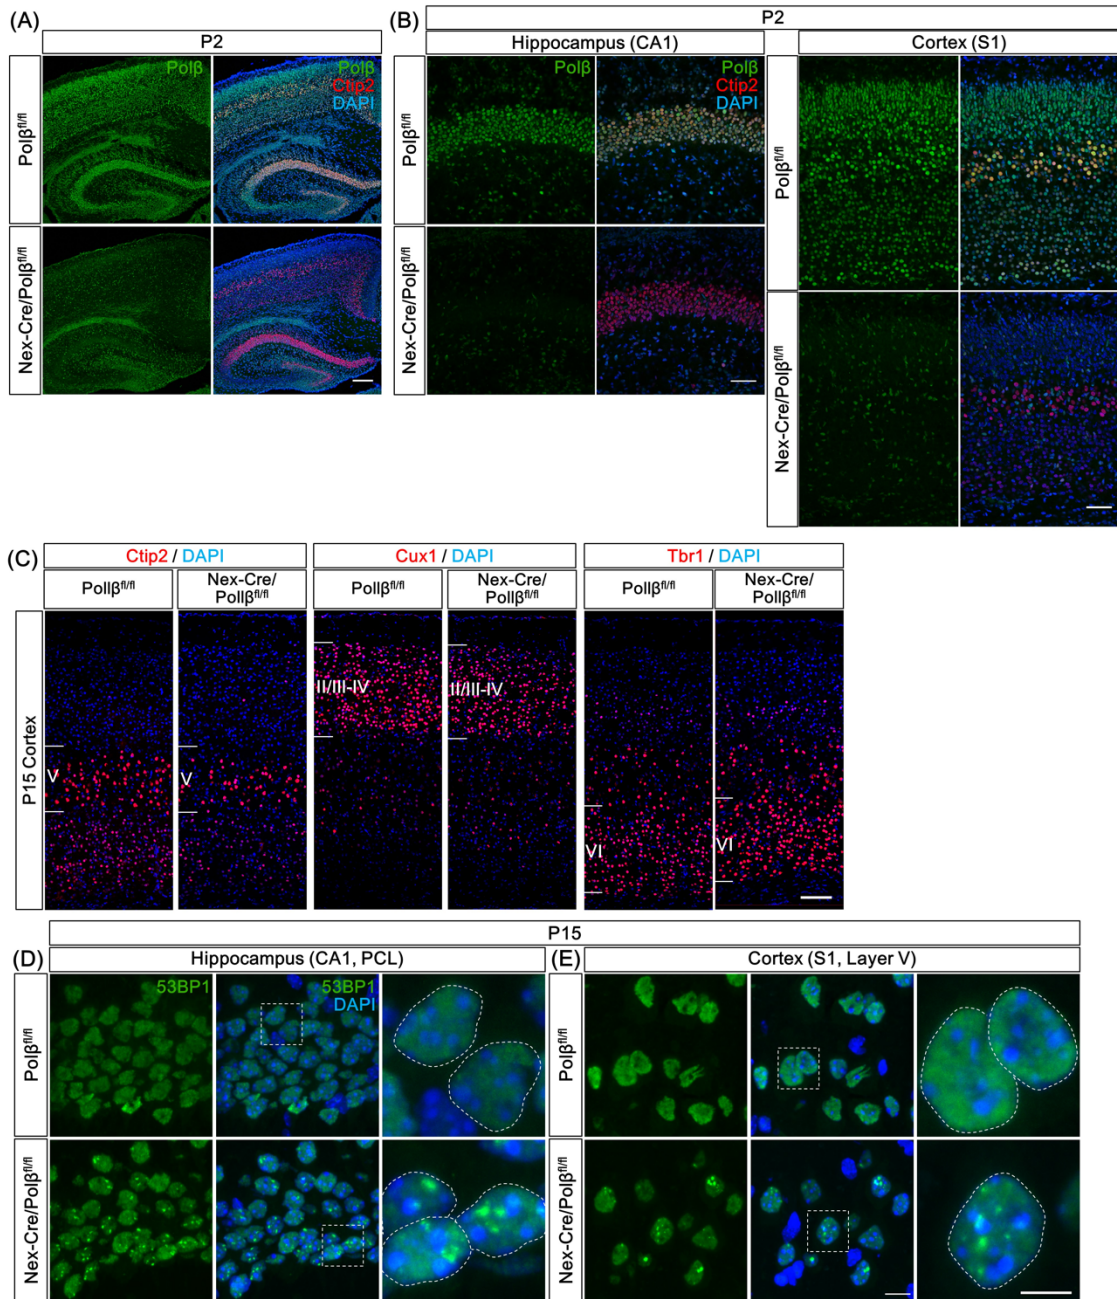 (A)
P2
Polβ
Polβ
Ctip2
DAPI
Polβfl/fl
Nex-Cre/Polβfl/fl
(B)
P2
Hippocampus (CA1)
Cortex (S1)
Polβ
Polβ
Ctip2
DAPI
Polβfl/fl
Nex-Cre/Polβfl/fl
Polβfl/fl
Nex-Cre/Polβfl/fl
(C)
Ctip2 / DAPI
Cux1 / DAPI
Tbr1 / DAPI
Pollβfl/fl
Nex-Cre/
Pollβfl/fl
Pollβfl/fl
Nex-Cre/
Pollβfl/fl
Pollβfl/fl
Nex-Cre/
Pollβfl/fl
P15 Cortex
V
V
II/III-IV
II/III-IV
VI
VI
P15
(D)
Hippocampus (CA1, PCL)
(E)
Cortex (S1, Layer V)
53BP1
53BP1
DAPI
Polβfl/fl
Nex-Cre/Polβfl/fl
Polβfl/fl
Nex-Cre/Polβfl/fl